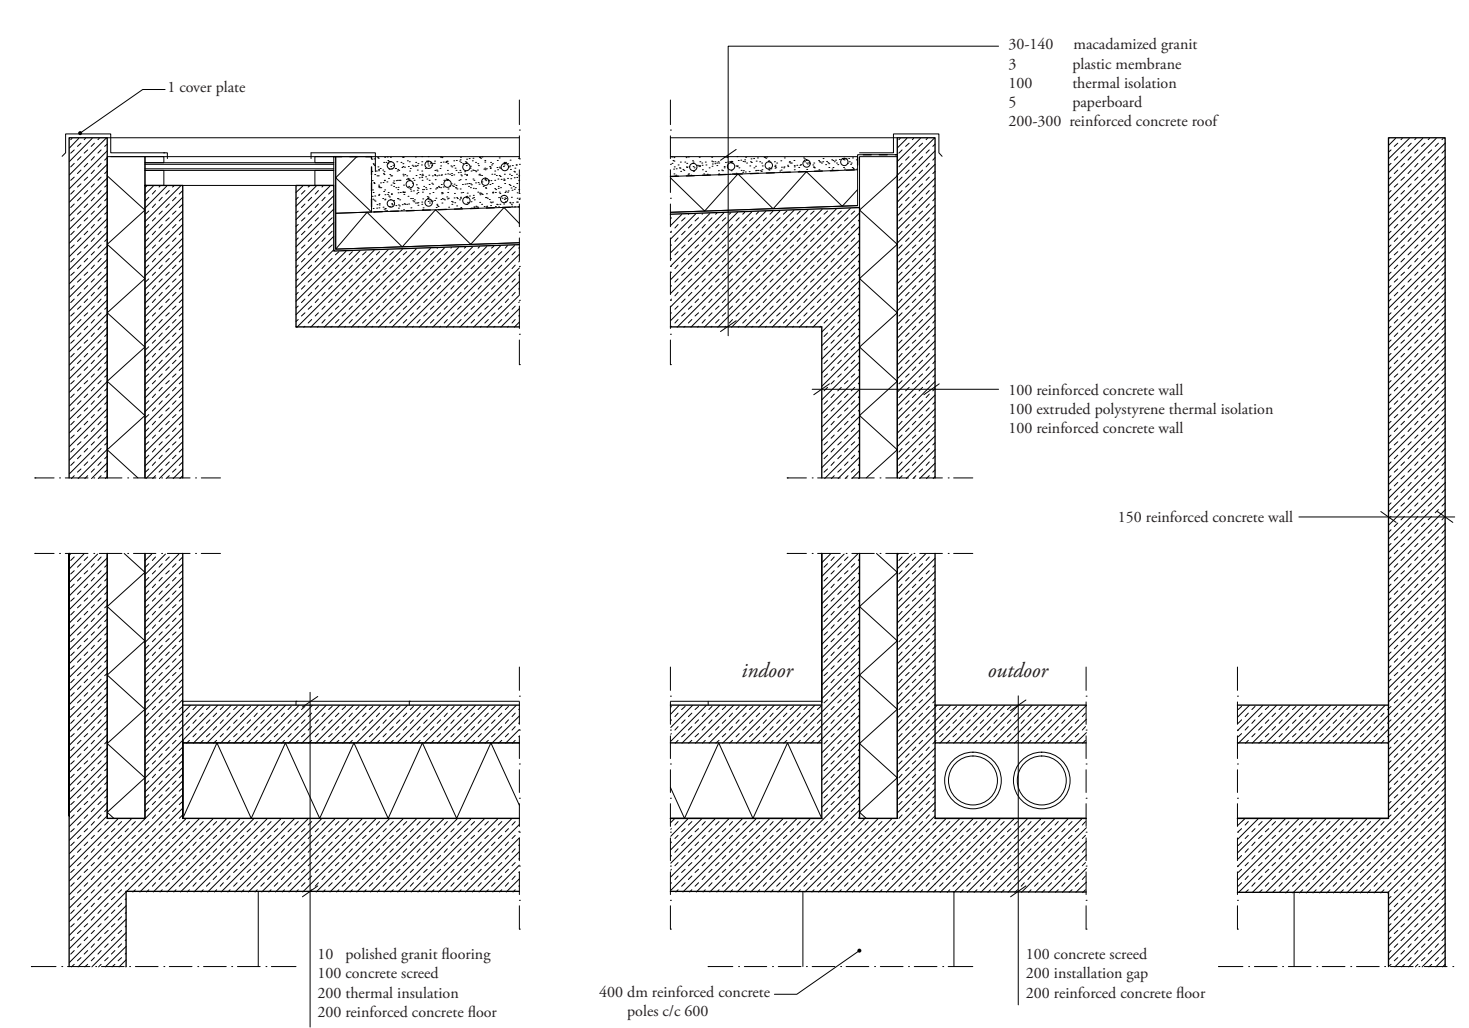 1 cover plate
30-140 macadamized granit
3 plastic membrane
100 thermal isolation
5 paperboard
200-300 reinforced concrete roof
100 reinforced concrete wall
100 extruded polystyrene thermal isolation
100 reinforced concrete wall
150 reinforced concrete wall
indoor
outdoor
10 polished granit flooring
100 concrete screed
200 thermal insulation
200 reinforced concrete floor
400 dm reinforced concrete
poles c/c 600
100 concrete screed
200 installation gap
200 reinforced concrete floor